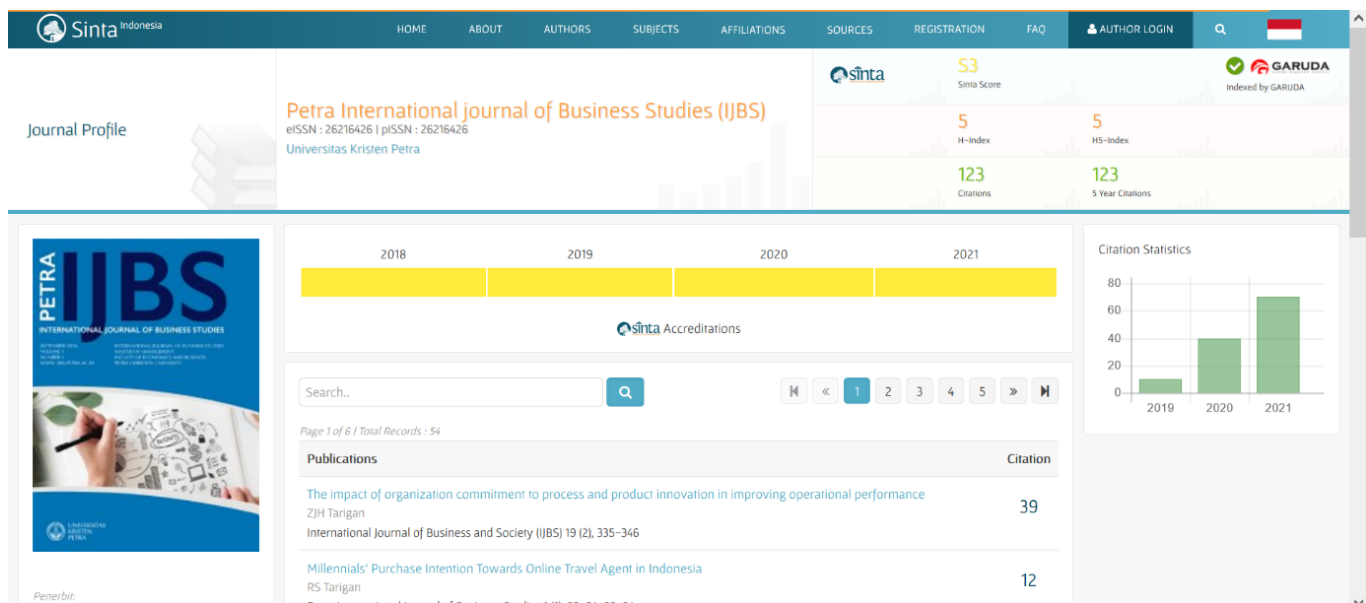 Sinta Indonesia
HOME ABOUT AUTHORS SUBJECTS AFFILIATIONS SOURCES REGISTRATION FAQ AUTHOR LOGIN
Journal Profile
Petra International journal of Business Studies (IJBS)
eISSN : 26216426 | pISSN : 26216426
Universitas Kristen Petra
sinta
S3
Sinta Score
GARUDA
Indexed by GARUDA
5
H-Index
5
H5-Index
123
Citations
123
5 Year Citations
PETRA
IJBS
INTERNATIONAL JOURNAL OF BUSINESS STUDIES
UNIVERSITAS
KRISTEN
PETRA
Penerbit:
2018 2019 2020 2021
sinta Accreditations
Search..
« 1 2 3 4 5 »
Page 1 of 6 | Total Records : 54
Publications Citation
The impact of organization commitment to process and product innovation in improving operational performance
39
ZJH Tarigan
International Journal of Business and Society (IJBS) 19 (2), 335-346
Millennials' Purchase Intention Towards Online Travel Agent in Indonesia
12
RS Tarigan
Citation Statistics
80
60
40
20
0
2019 2020 2021